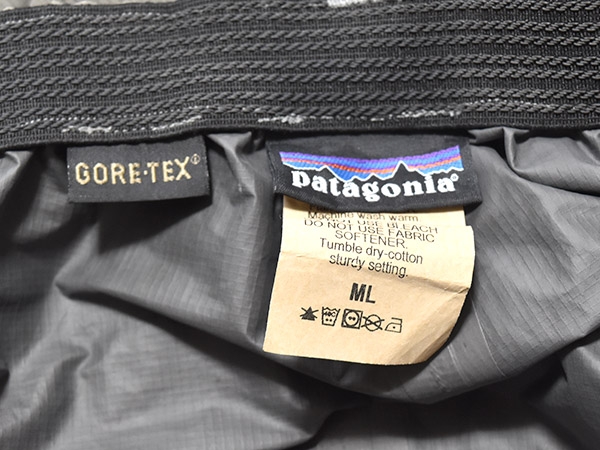 GORE-TEX
patagonia®
Machine wash warm.
DO NOT USE BLEACH
DO NOT USE FABRIC
SOFTENER.
Tumble dry-cotton
sturdy setting.
ML